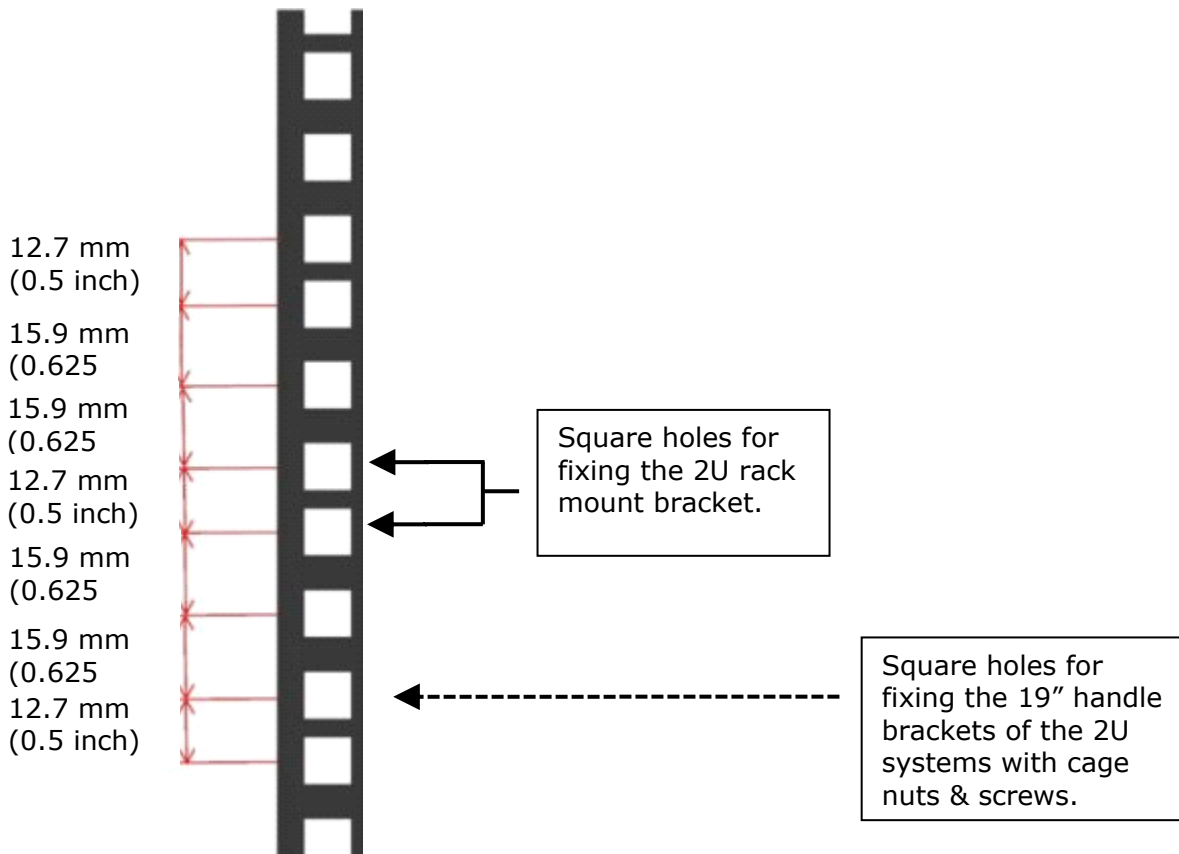 12.7 mm
(0.5 inch)
15.9 mm
(0.625
15.9 mm
(0.625
12.7 mm
(0.5 inch)
15.9 mm
(0.625
15.9 mm
(0.625
12.7 mm
(0.5 inch)
Square holes for
fixing the 2U rack
mount bracket.
Square holes for
fixing the 19” handle
brackets of the 2U
systems with cage
nuts & screws.